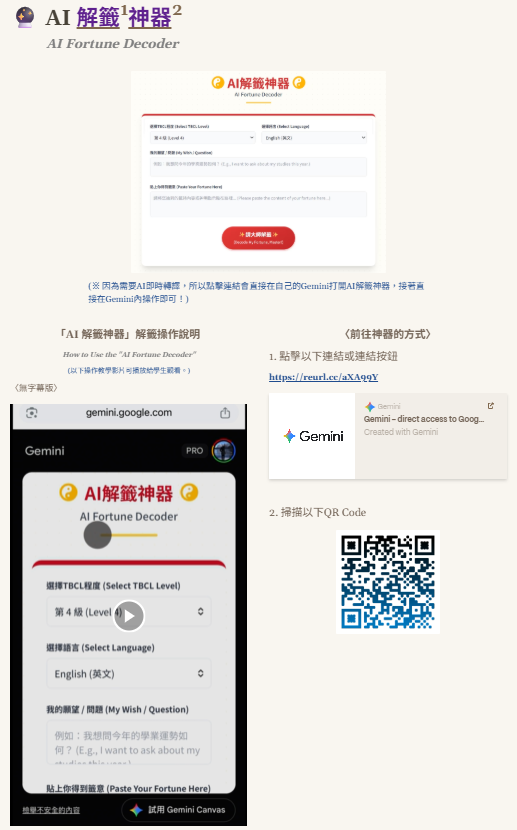 AI 解籤¹神器²
AI Fortune Decoder
AI解籤神器
AI Fortune Decoder
選擇TBCL程度 (Select TBCL Level)
選擇語言 (Select Language)
第 4 級 (Level 4)
English (英文)
我的願望 / 問題 (My Wish / Question)
例如：我想問今年的學業運勢如何？ (E.g., I want to ask about my studies this year.)
貼上你得到籤意 (Paste Your Fortune Here)
請大師解籤
(Decode My Fortune, Master!)
(※ 因為需要AI即時轉譯，所以點擊連結會直接在自己的Gemini打開AI解籤神器，接著直
接在Gemini內操作即可！)
「AI 解籤神器」解籤操作說明
How to Use the "AI Fortune Decoder"
(以下操作教學影片可播放給學生觀看。)
〈無字幕版〉
gemini.google.com
Gemini
PRO
AI解籤神器
AI Fortune Decoder
選擇TBCL程度 (Select TBCL Level)
第 4 級 (Level 4)
選擇語言 (Select Language)
English (英文)
我的願望 / 問題 (My Wish / Question)
例如：我想問今年的學業運勢如
何？ (E.g., I want to ask about my
studies this year.)
貼上你得到籤意 (Paste Your Fortune Here)
檢舉不安全的內容
試用 Gemini Canvas
〈前往神器的方式〉
1. 點擊以下連結或連結按鈕
https://reurl.cc/aXA99Y
Gemini
Gemini
Gemini – direct access to Goog...
Created with Gemini
2. 掃描以下QR Code